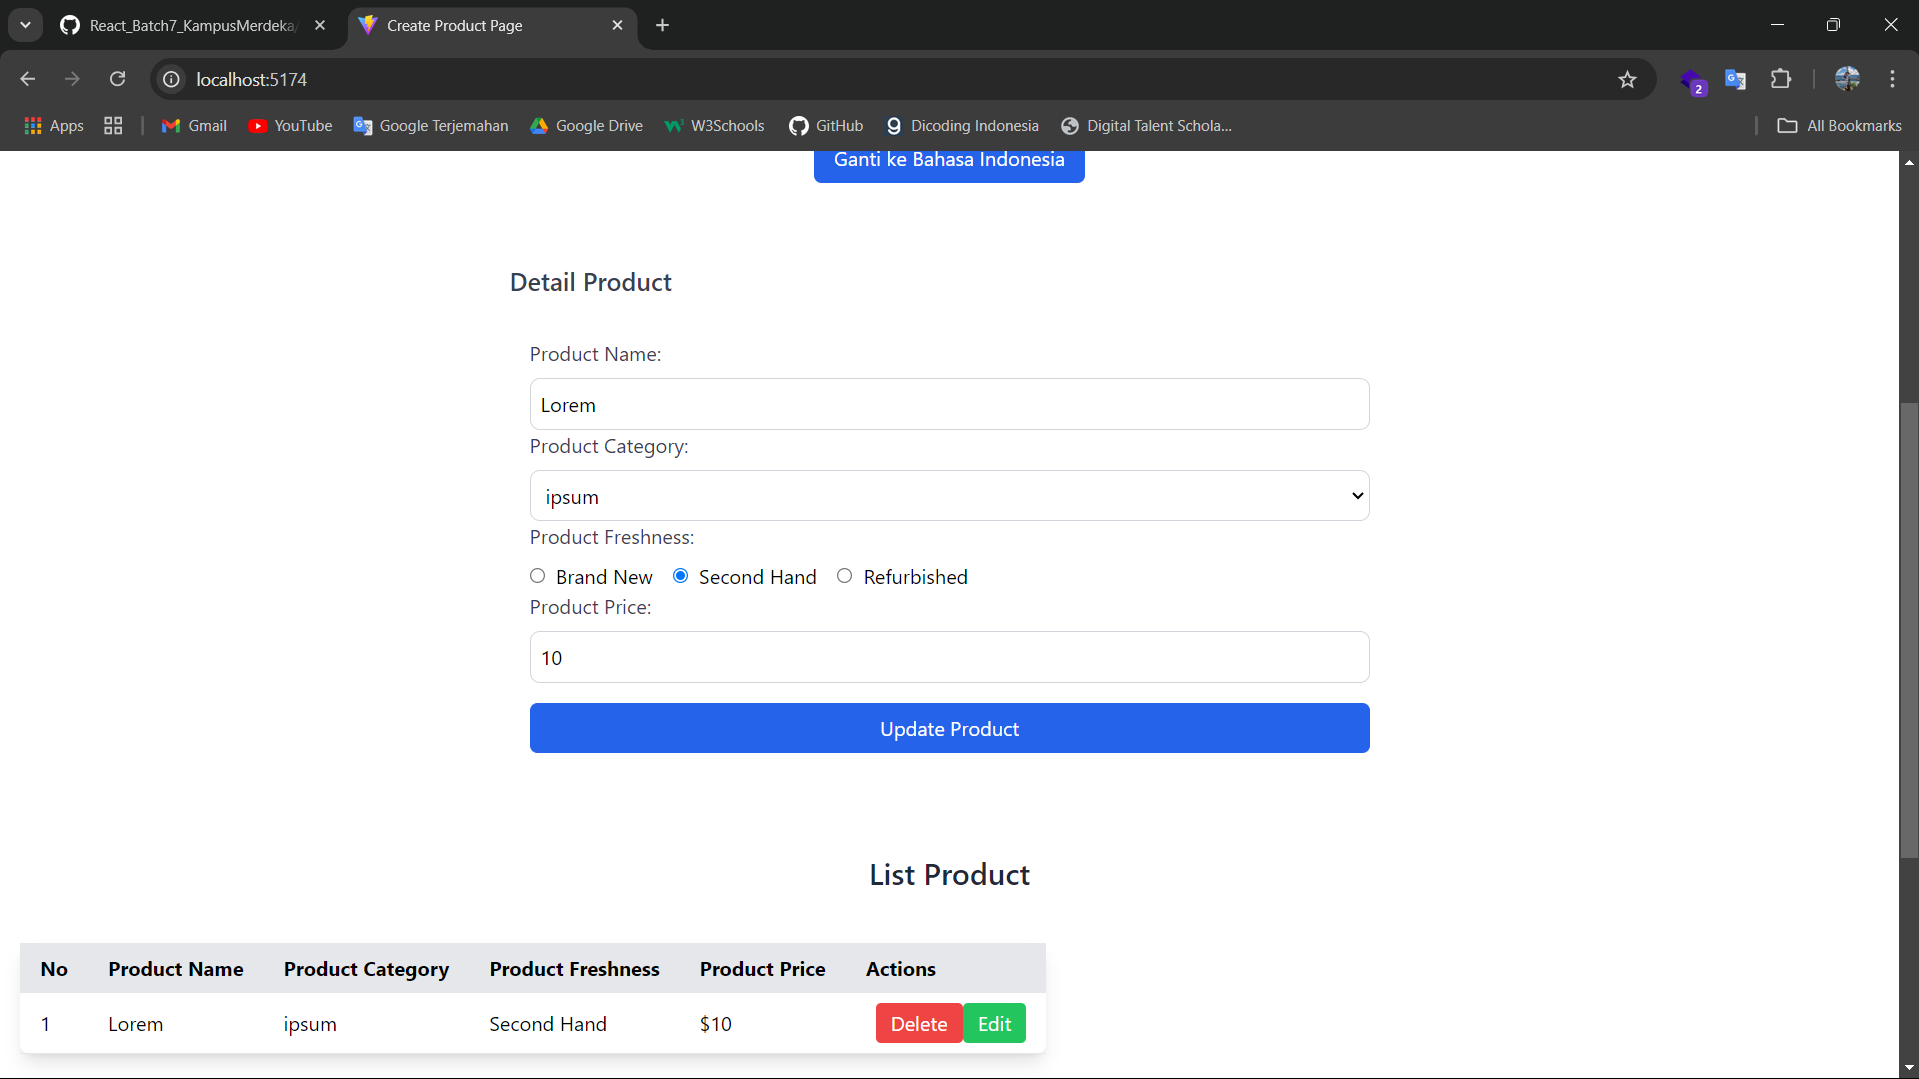 React_Batch7_KampusMerdeka/
Create Product Page
localhost:5174
2
Apps
Gmail
YouTube
Google Terjemahan
Google Drive
W3Schools
GitHub
Dicoding Indonesia
Digital Talent Schola...
All Bookmarks
Ganti ke Bahasa Indonesia
Detail Product
Product Name:
Lorem
Product Category:
ipsum
Product Freshness:
Brand New Second Hand Refurbished
Product Price:
10
Update Product
List Product
No Product Name Product Category Product Freshness Product Price Actions
1 Lorem ipsum Second Hand $10 Delete Edit